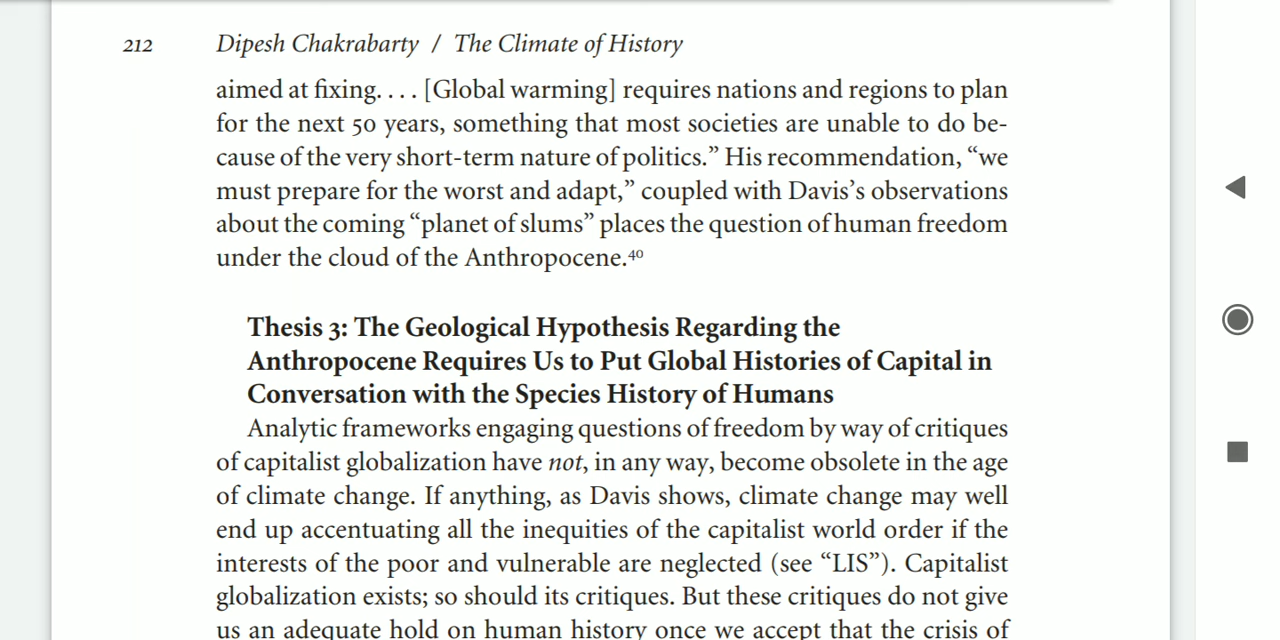 212 Dipesh Chakrabarty / The Climate of History
aimed at fixing. . . . [Global warming] requires nations and regions to plan
for the next 50 years, something that most societies are unable to do be-
cause of the very short-term nature of politics.” His recommendation, “we
must prepare for the worst and adapt,” coupled with Davis’s observations
about the coming “planet of slums” places the question of human freedom
under the cloud of the Anthropocene.⁴⁰
Thesis 3: The Geological Hypothesis Regarding the
Anthropocene Requires Us to Put Global Histories of Capital in
Conversation with the Species History of Humans
Analytic frameworks engaging questions of freedom by way of critiques
of capitalist globalization have not, in any way, become obsolete in the age
of climate change. If anything, as Davis shows, climate change may well
end up accentuating all the inequities of the capitalist world order if the
interests of the poor and vulnerable are neglected (see “LIS”). Capitalist
globalization exists; so should its critiques. But these critiques do not give
us an adequate hold on human history once we accept that the crisis of